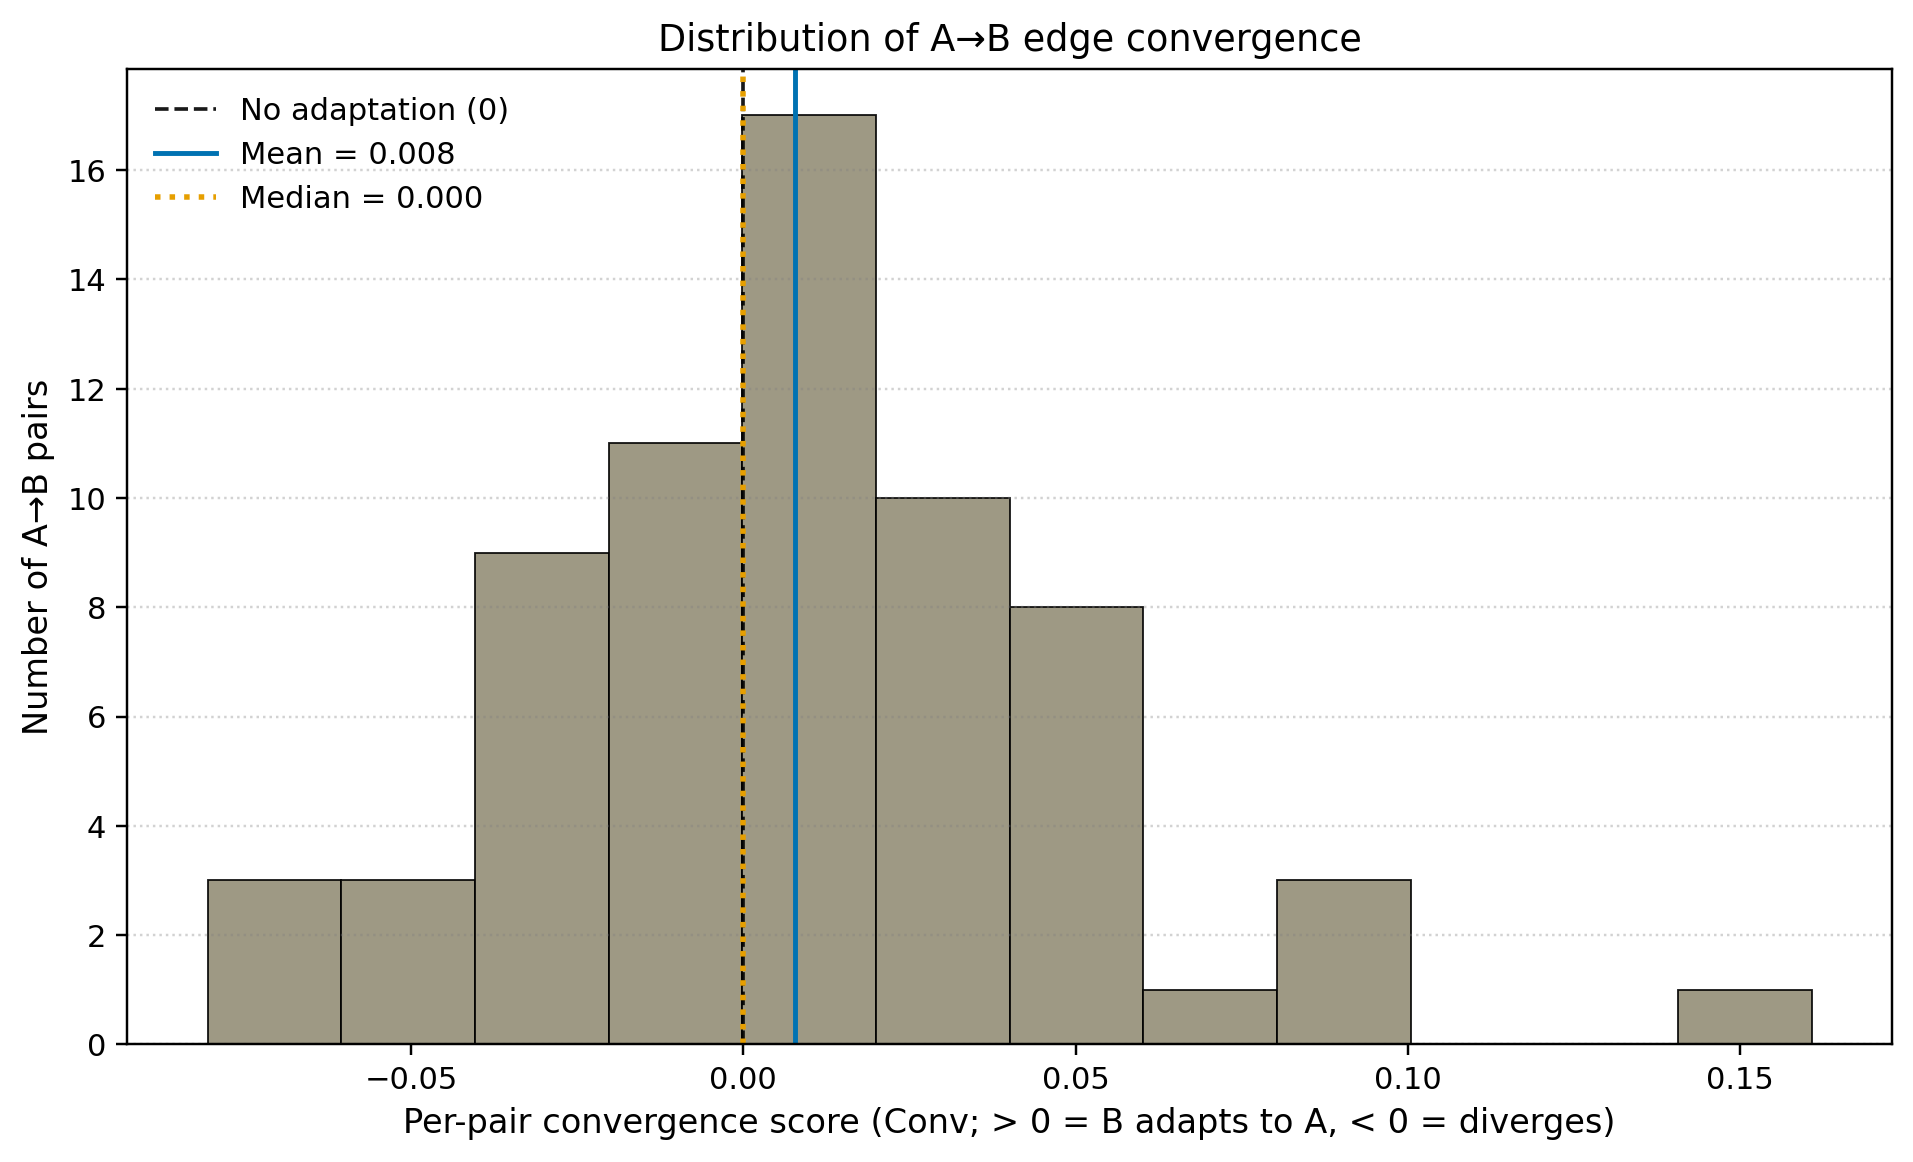 Distribution of A→B edge convergence
No adaptation (0)
Mean = 0.008
Median = 0.000
Number of A→B pairs
16
14
12
10
8
6
4
2
0
−0.05 0.00 0.05 0.10 0.15
Per-pair convergence score (Conv; > 0 = B adapts to A, < 0 = diverges)